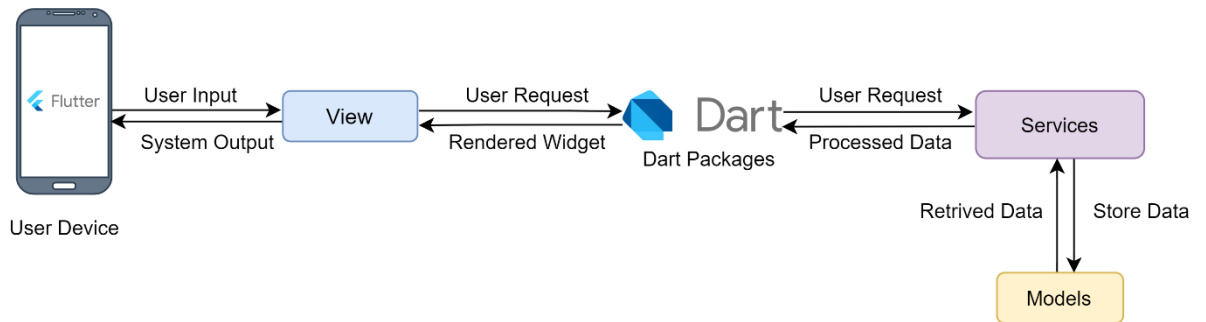 Flutter
User Device
User Input
System Output
View
User Request
Rendered Widget
Dart
Dart Packages
User Request
Processed Data
Services
Retrived Data
Store Data
Models